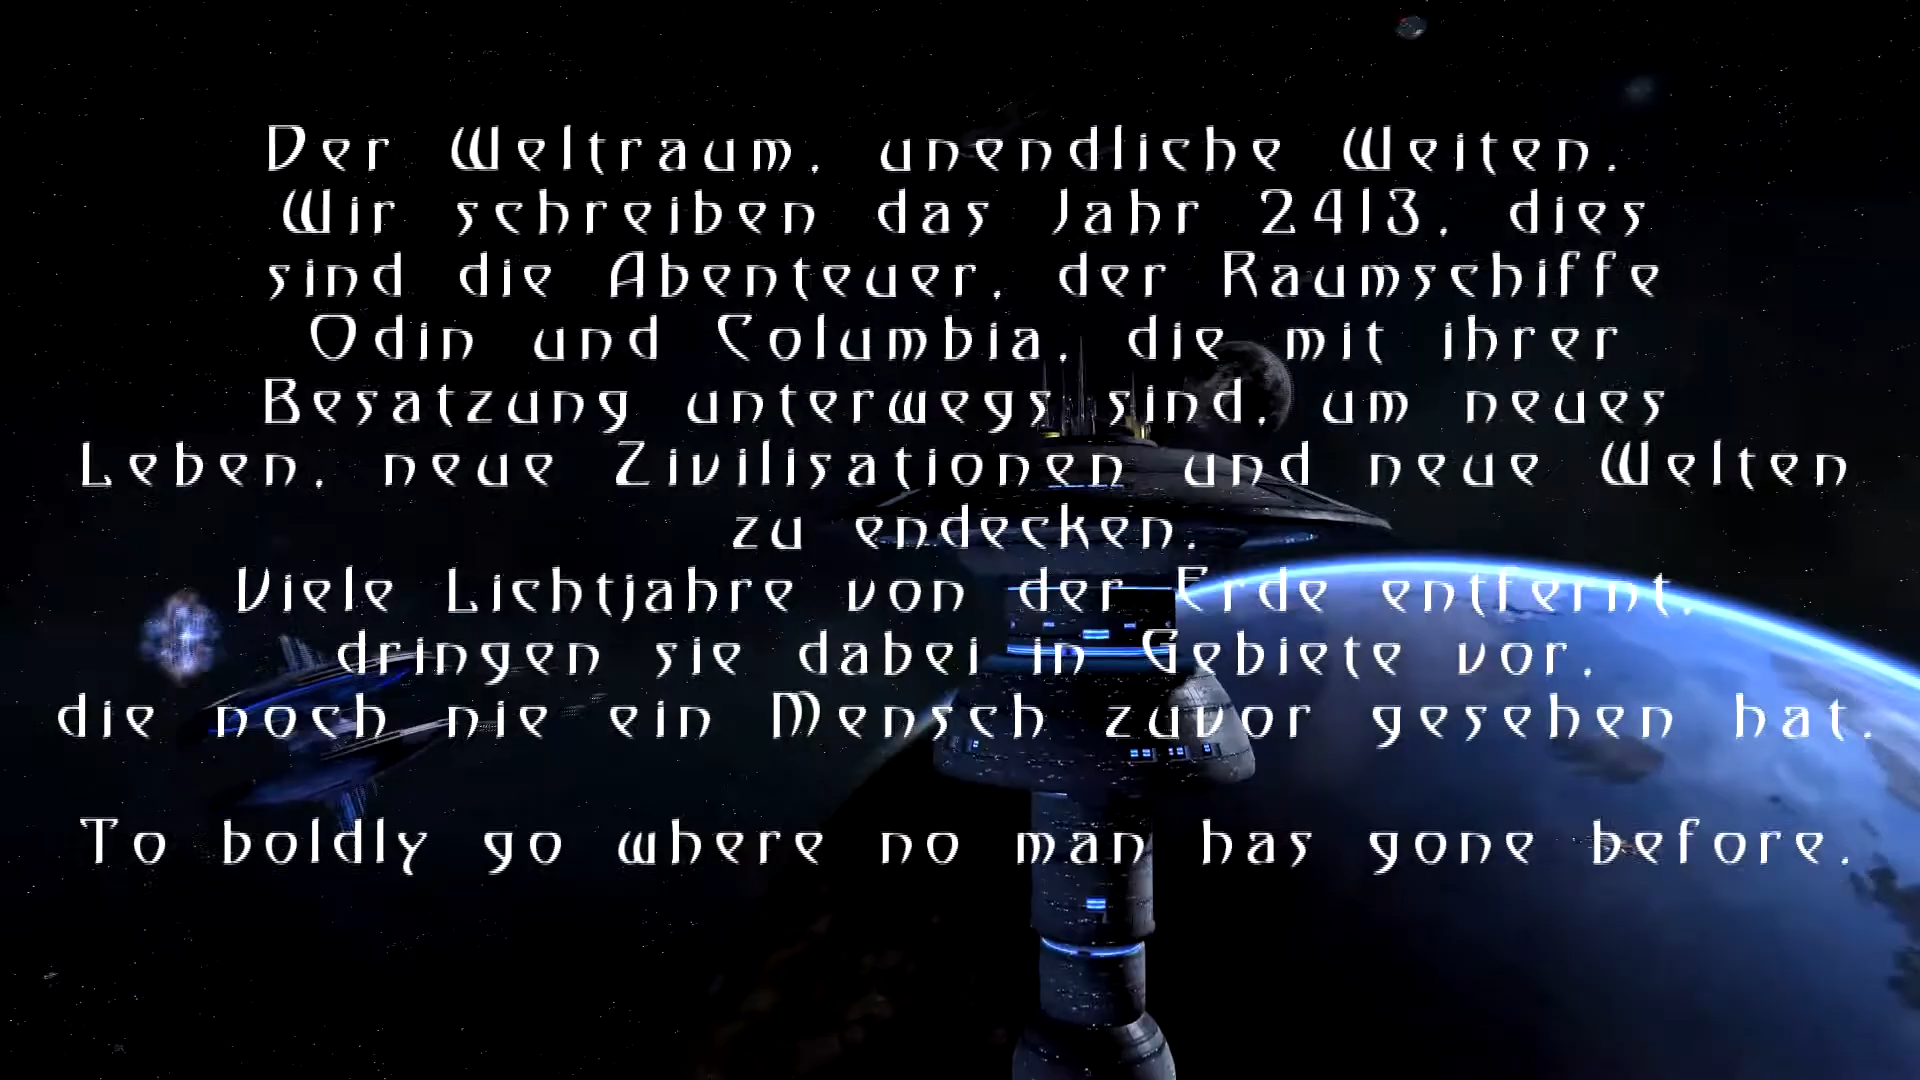 Der Weltraum, unendliche Weiten.
Wir schreiben das Jahr 2413, dies
sind die Abenteuer, der Raumschiffe
Odin und Columbia, die mit ihrer
Besatzung unterwegs sind, um neues
Leben, neue Zivilisationen und neue Welten
zu endecken.
Viele Lichtjahre von der Erde entfernt,
dringen sie dabei in Gebiete vor,
die noch nie ein Mensch zuvor gesehen hat.
To boldly go where no man has gone before.